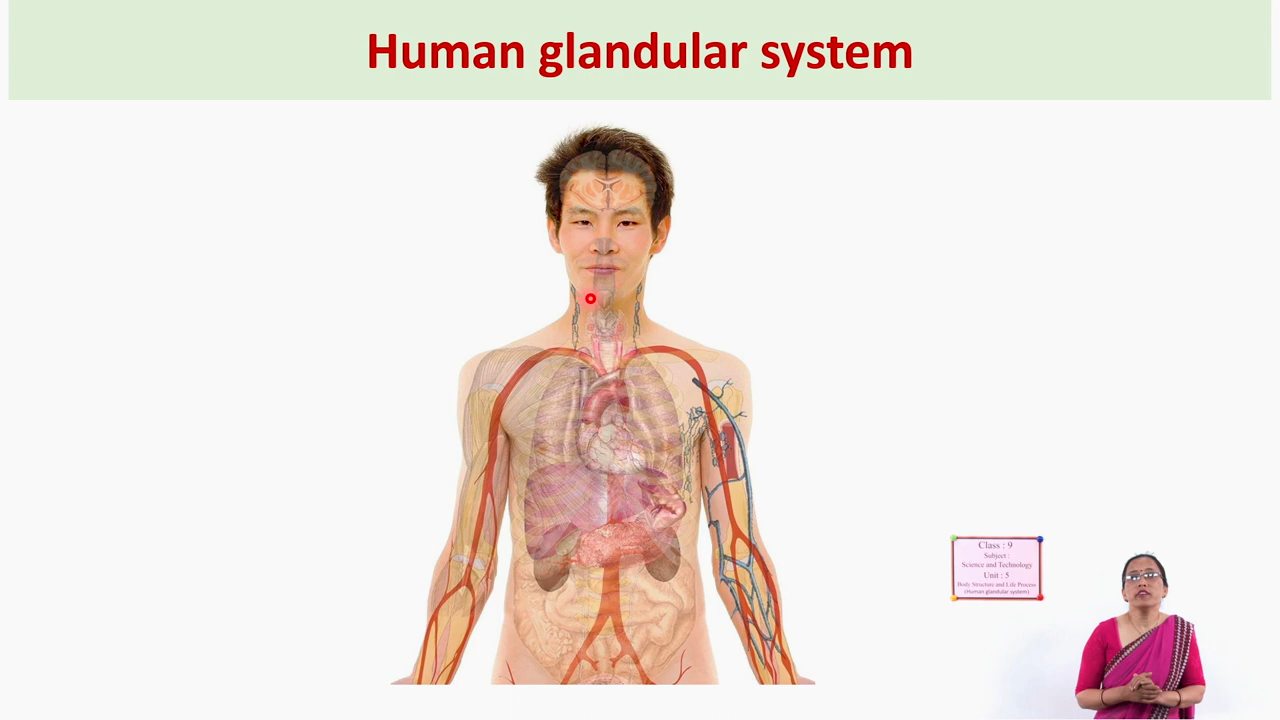 Human glandular system
Class : 9
Subject :
Science and Technology
Unit : 5
Body Structure and Life Process
(Human glandular system)